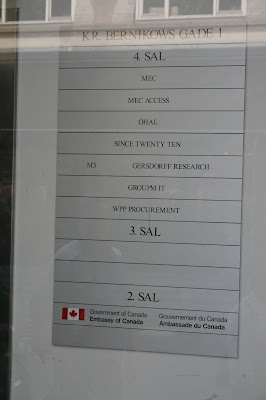 KR. BERNIKOWS GADE 1
4. SAL
MEC
MEC ACCESS
OHAL
SINCE TWENTY TEN
M3 GERSDORFF RESEARCH
GROUPM IT
WPP PROCUREMENT
3. SAL
2. SAL
Government of Canada Gouvernement du Canada
Embassy of Canada Ambassade du Canada